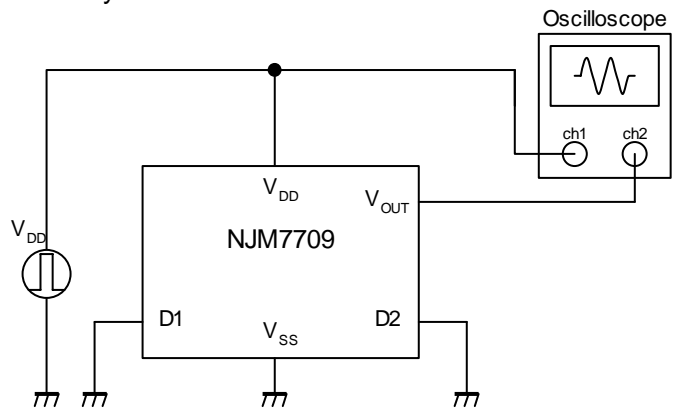 Oscilloscope
ch1 ch2
VDD
VOUT
VDD
NJM7709
D1
VSS
D2